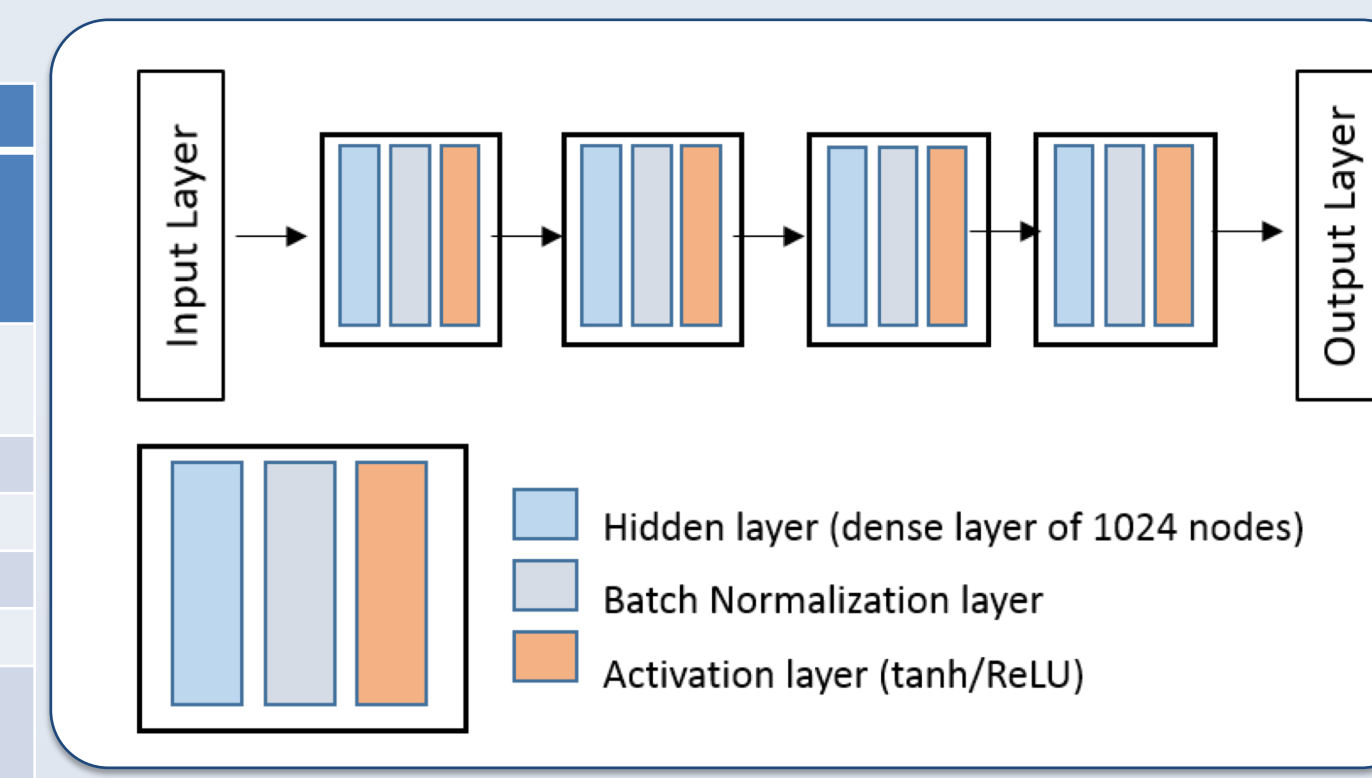 Input Layer
Output Layer
Hidden layer (dense layer of 1024 nodes)
Batch Normalization layer
Activation layer (tanh/ReLU)